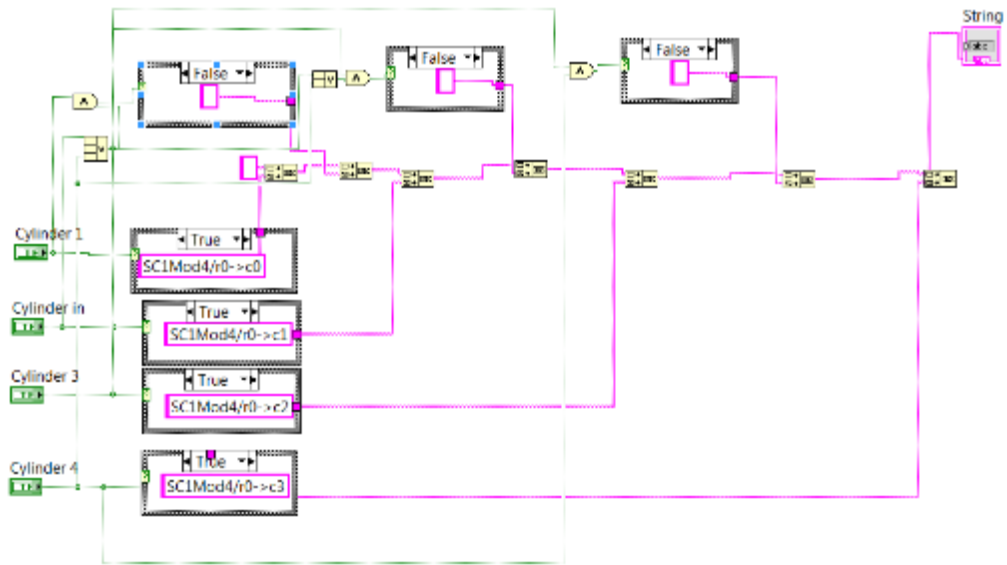 String
False
False
False
Cylinder 1
True
SC1Mod4/r0->c0
Cylinder in
True
SC1Mod4/r0->c1
Cylinder 3
True
SC1Mod4/r0->c2
Cylinder 4
True
SC1Mod4/r0->c3